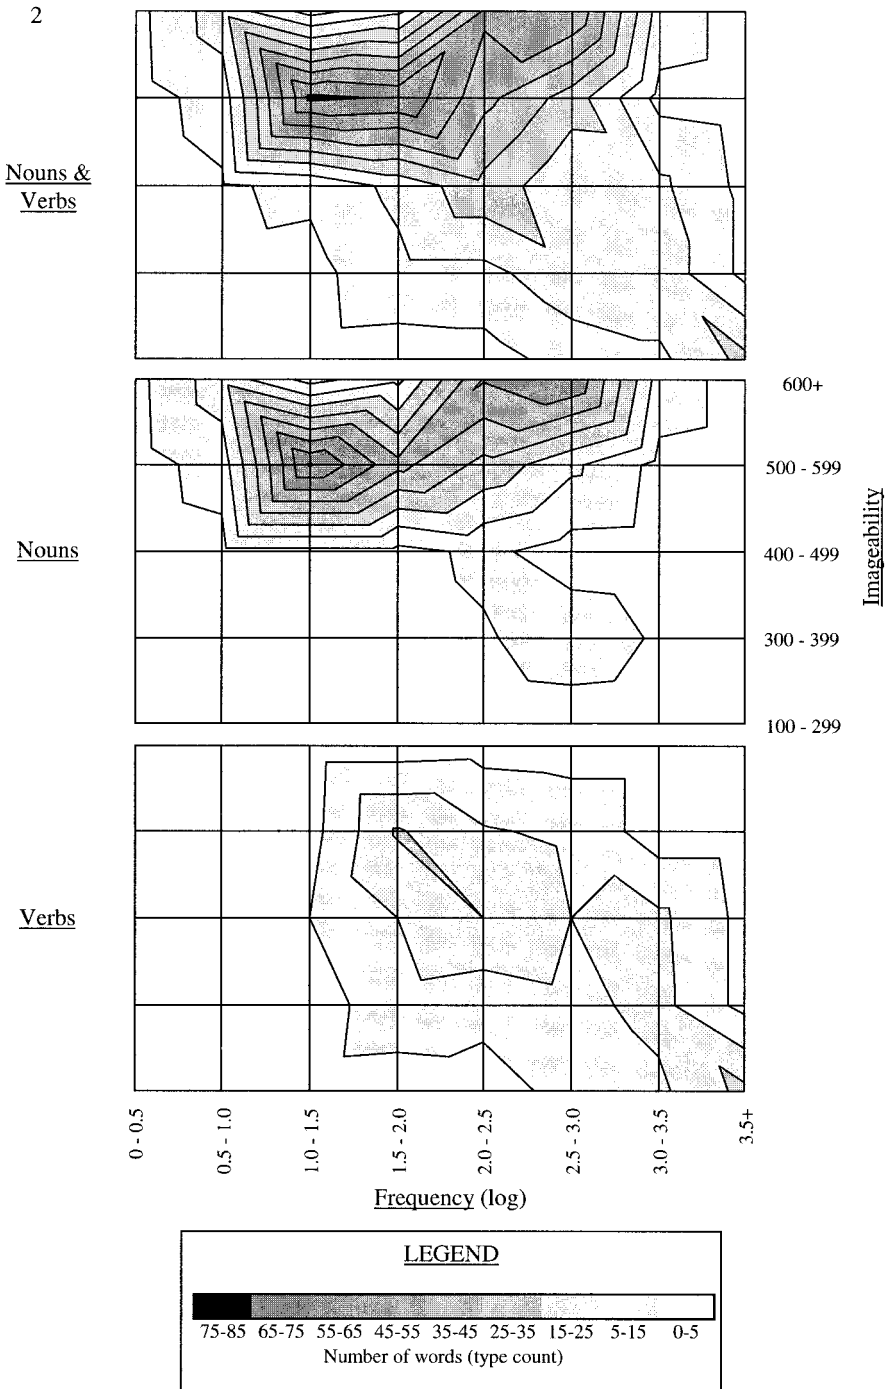 2
Nouns &
Verbs
600+
500 - 599
Nouns
400 - 499
300 - 399
100 - 299
Imageability
Verbs
0 - 0.5
0.5 - 1.0
1.0 - 1.5
1.5 - 2.0
2.0 - 2.5
2.5 - 3.0
3.0 - 3.5
3.5+
Frequency (log)
LEGEND
75-85 65-75 55-65 45-55 35-45 25-35 15-25 5-15 0-5
Number of words (type count)